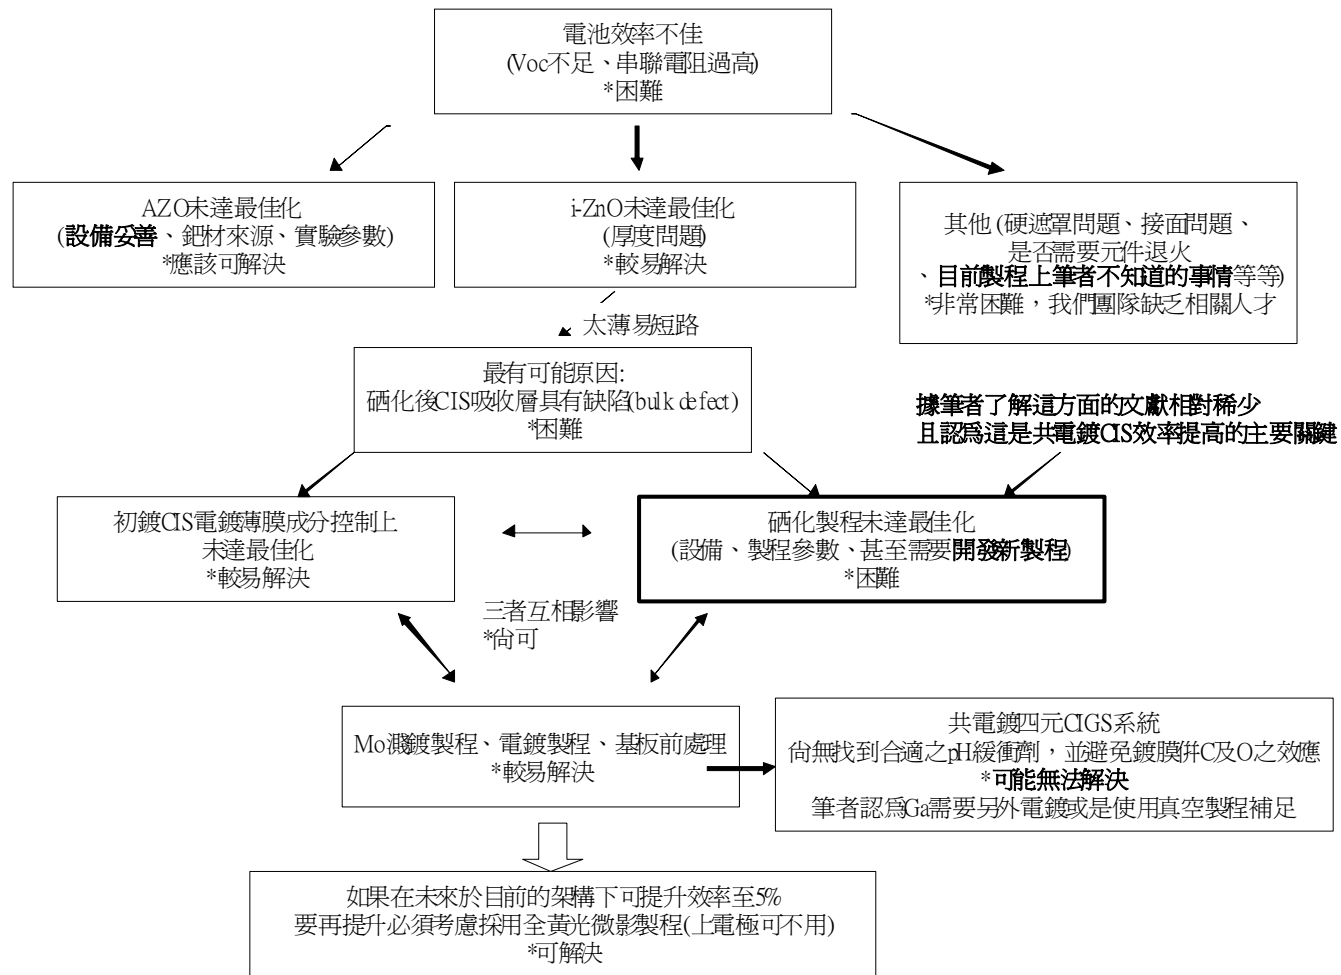 電池效率不佳
(Voc不足、串聯電阻過高)
*困難
AZO未達最佳化
(設備妥善、鈀材來源、實驗參數)
*應該可解決
i-ZnO未達最佳化
(厚度問題)
*較易解決
其他 (硬遮罩問題、接面問題、
是否需要元件退火
、目前製程上筆者不知道的事情等等)
*非常困難，我們團隊缺乏相關人才
太薄易短路
最有可能原因:
硒化後CIS吸收層具有缺陷(bulk defect)
*困難
據筆者了解這方面的文獻相對稀少
且認為這是共電鍍CIS效率提高的主要關鍵
初鍍CIS電鍍薄膜成分控制上
未達最佳化
*較易解決
硒化製程未達最佳化
(設備、製程參數、甚至需要開發新製程)
*困難
三者互相影響
*尚可
Mo濺鍍製程、電鍍製程、基板前處理
*較易解決
共電鍍四元CIGS系統
尚無找到合適之pH緩衝劑，並避免鍍膜併C及O之效應
*可能無法解決
筆者認為Ga需要另外電鍍或是使用真空製程補足
如果在未來於目前的架構下可提升效率至5%
要再提升必須考慮採用全黃光微影製程(上電極可不用)
*可解決